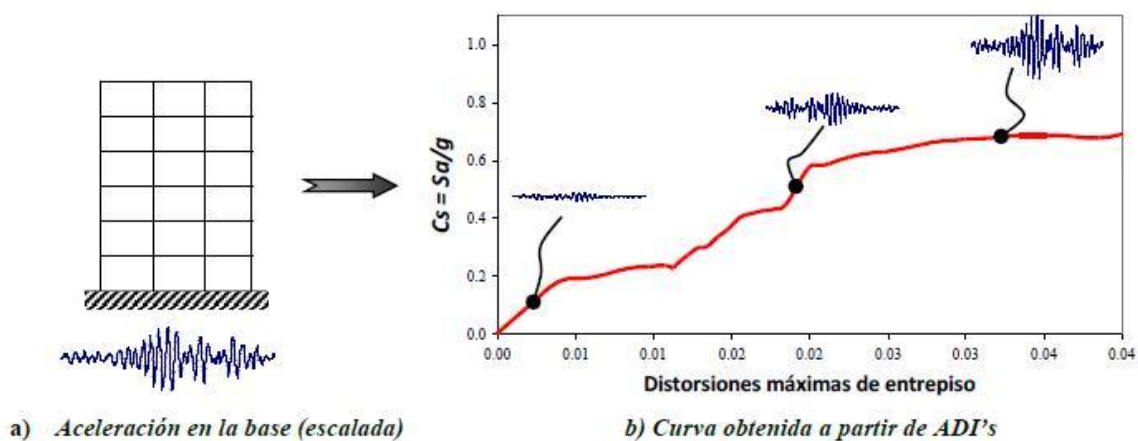 1.0
0.8
0.6
0.4
0.2
0.0
Cs = Sa/g
0.00 0.01 0.01 0.02 0.02 0.03 0.03 0.04 0.04
Distorsiones máximas de entrepiso
a) Aceleración en la base (escalada)
b) Curva obtenida a partir de ADI's